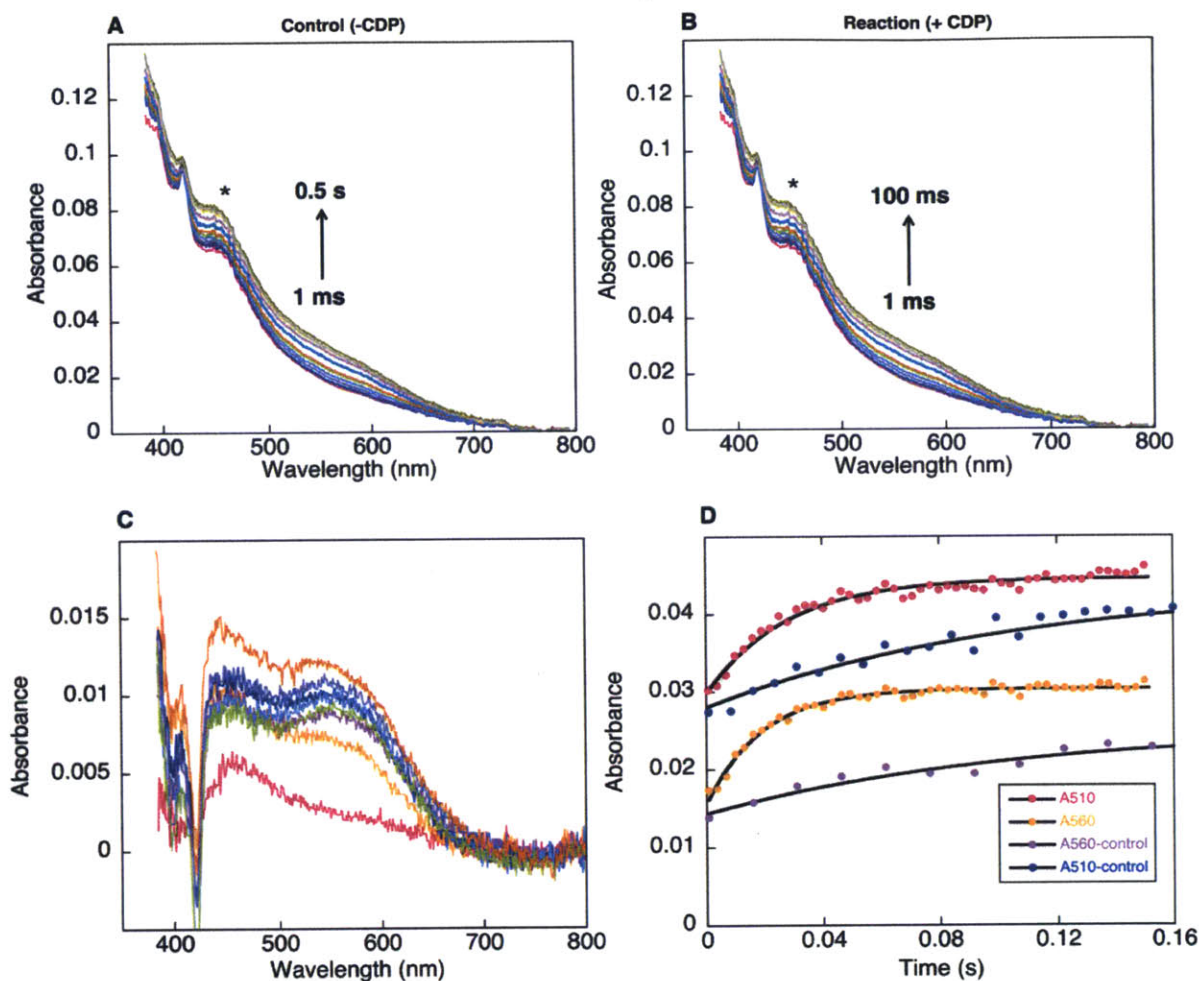 A Control (-CDP)
Absorbance
0.12
0.1
0.08
0.06
0.04
0.02
0
*
0.5 s
1 ms
400 500 600 700 800
Wavelength (nm)
B Reaction (+ CDP)
Absorbance
0.12
0.1
0.08
0.06
0.04
0.02
0
*
100 ms
1 ms
400 500 600 700 800
Wavelength (nm)
C
Absorbance
0.015
0.01
0.005
0
400 500 600 700 800
Wavelength (nm)
D
Absorbance
0.04
0.03
0.02
0.01
0
A510
A560
A560-control
A510-control
0 0.04 0.08 0.12 0.16
Time (s)